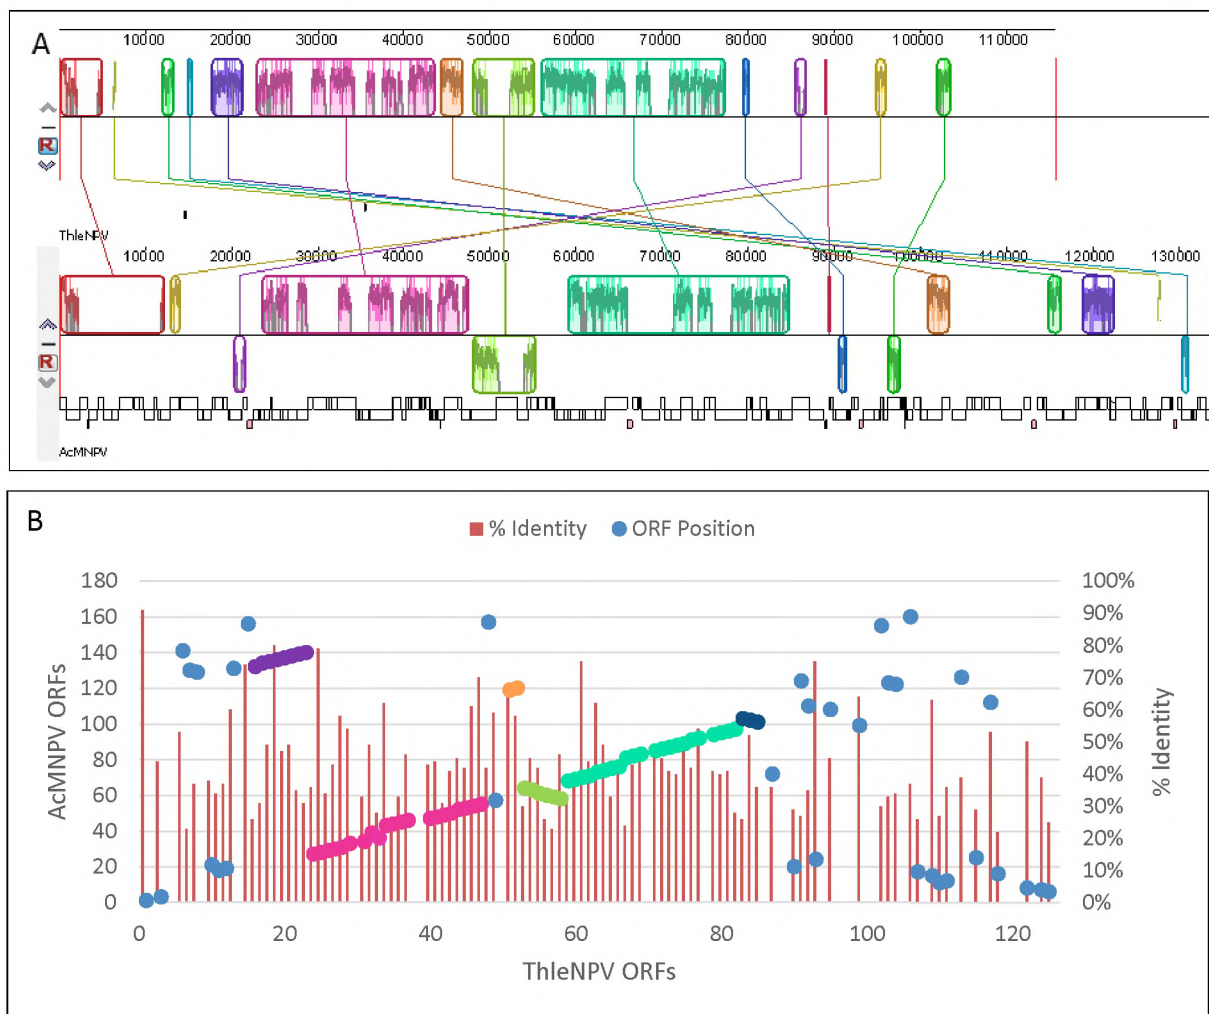 A
10000 20000 30000 40000 50000 60000 70000 80000 90000 100000 110000
R
ThleNPV
10000 20000 30000 40000 50000 60000 70000 80000 90000 100000 110000 120000 130000
R
AcMNPV
B
% Identity ORF Position
180 100%
160 90%
140 80%
120 70%
100 60%
80 50%
60 40%
40 30%
20 20%
0 10%
0%
AcMNPV ORFs
% Identity
0 20 40 60 80 100 120
ThleNPV ORFs